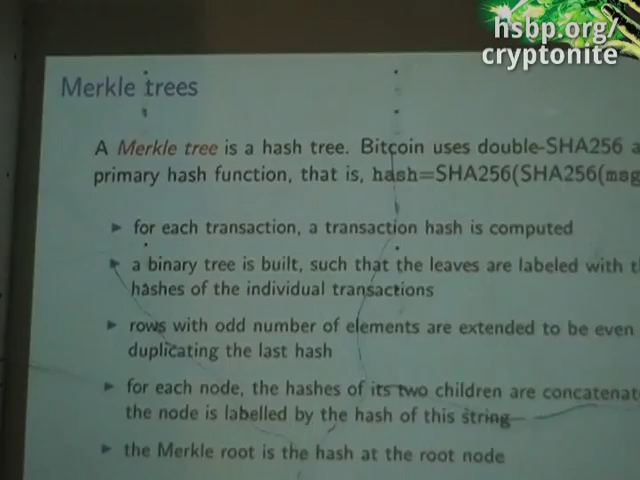 hsbp.org/
cryptonite
Merkle trees
A Merkle tree is a hash tree. Bitcoin uses double-SHA256 a
primary hash function, that is, hash=SHA256(SHA256(msg
▶ for each transaction, a transaction hash is computed
▶ a binary tree is built, such that the leaves are labeled with t
hashes of the individual transactions
▶ rows with odd number of elements are extended to be even
duplicating the last hash
▶ for each node, the hashes of its two children are concatenat
the node is labelled by the hash of this string
▶ the Merkle root is the hash at the root node